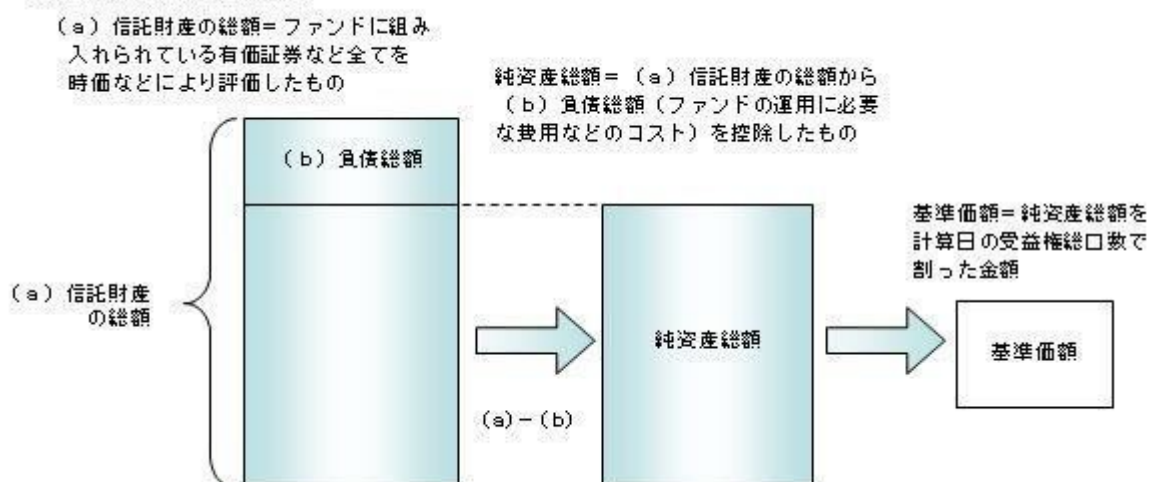 （a）信託財産の総額＝ファンドに組み
入れられている有価証券など全てを
時価などにより評価したもの
純資産総額＝（a）信託財産の総額から
（b）負債総額（ファンドの運用に必要
な費用などのコスト）を控除したもの
（b）負債総額
基準価額＝純資産総額を
計算日の受益権総口数で
割った金額
（a）信託財産
の総額
純資産総額
基準価額
(a)－(b)